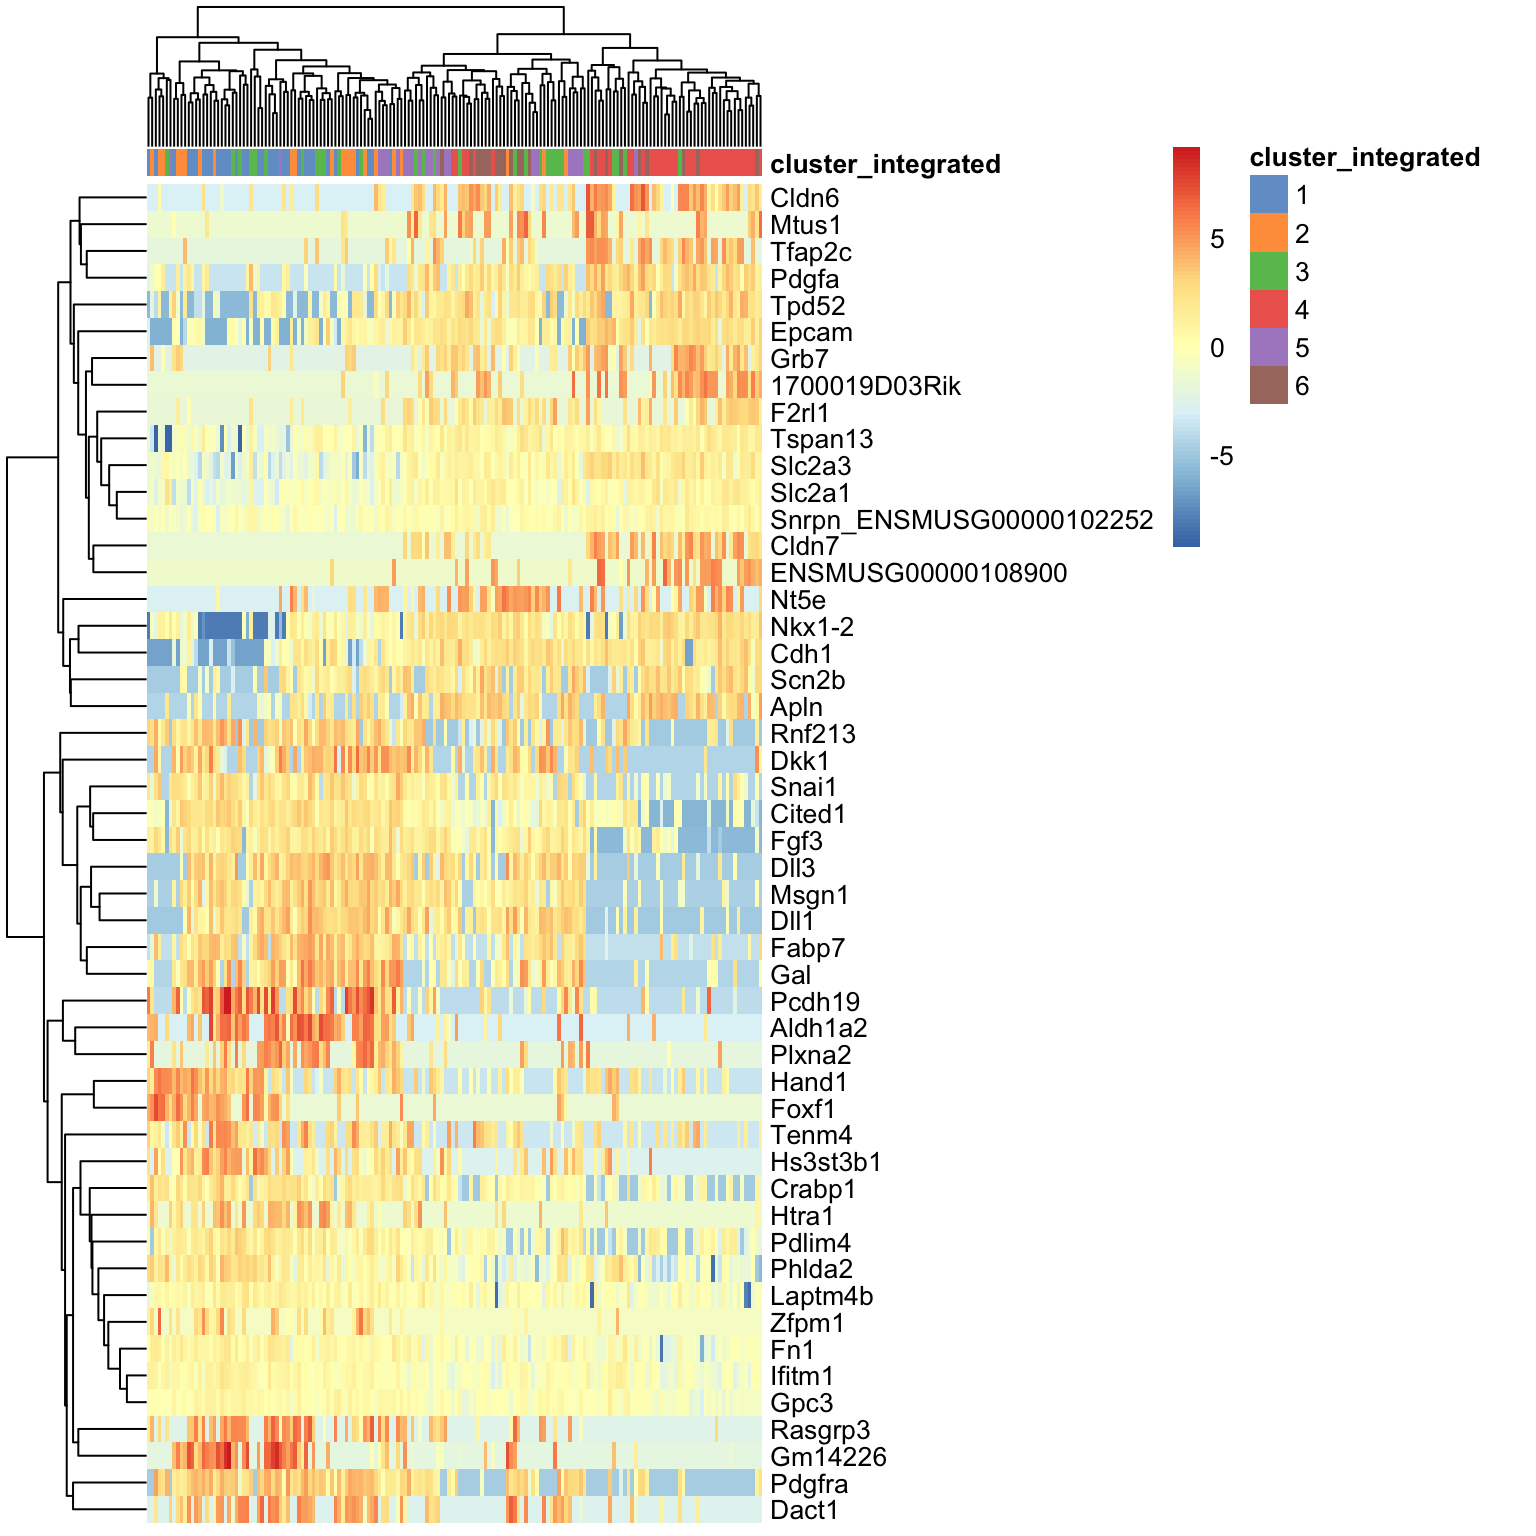 cluster_integrated
Cldn6
Mtus1
Tfap2c
Pdgfa
Tpd52
Epcam
Grb7
1700019D03Rik
F2rl1
Tspan13
Slc2a3
Slc2a1
Snrpn_ENSMUSG00000102252
Cldn7
ENSMUSG00000108900
Nt5e
Nkx1-2
Cdh1
Scn2b
Apln
Rnf213
Dkk1
Snai1
Cited1
Fgf3
Dll3
Msgn1
Dll1
Fabp7
Gal
Pcdh19
Aldh1a2
Plxna2
Hand1
Foxf1
Tenm4
Hs3st3b1
Crabp1
Htra1
Pdlim4
Phlda2
Laptm4b
Zfpm1
Fn1
Ifitm1
Gpc3
Rasgrp3
Gm14226
Pdgfra
Dact1
5
0
-5
cluster_integrated
1
2
3
4
5
6